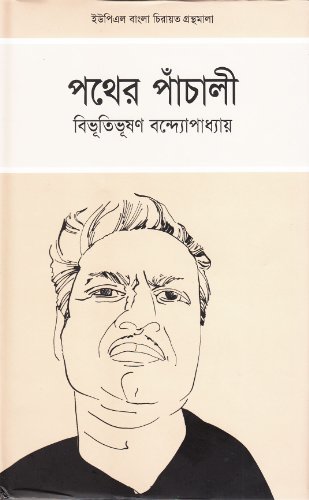 ইউপিএল বাংলা চিরায়ত গ্রন্থমালা
পথের পাঁচালী
বিভূতিভূষণ বন্দ্যোপাধ্যায়